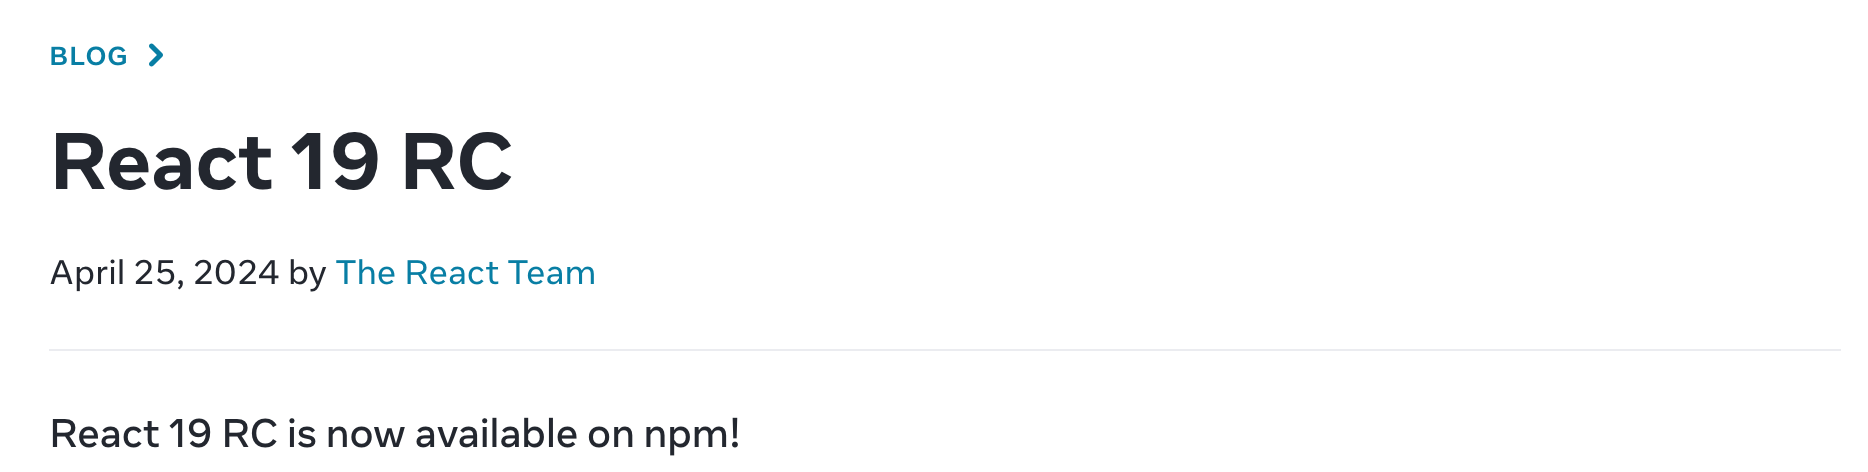 BLOG
React 19 RC
April 25, 2024 by The React Team
React 19 RC is now available on npm!